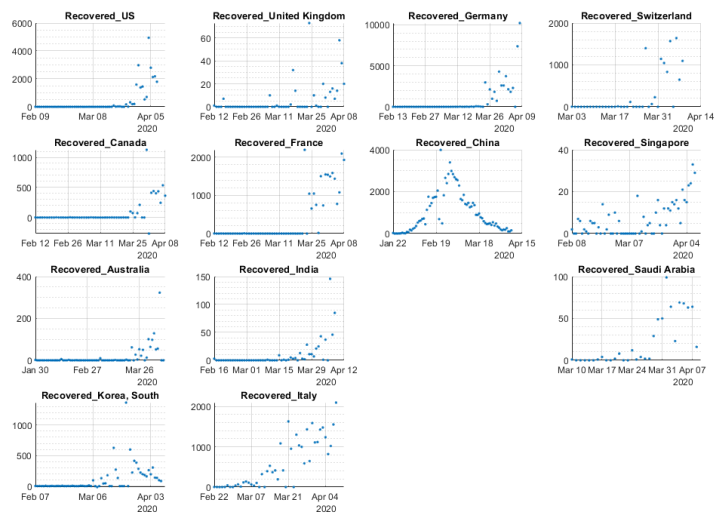 Recovered_US
6000
4000
2000
0
Feb 09 Mar 08 Apr 05
2020
Recovered_United Kingdom
60
40
20
0
Feb 12 Feb 26 Mar 11 Mar 25 Apr 08
2020
Recovered_Germany
10000
5000
0
Feb 13 Feb 27 Mar 12 Mar 26 Apr 09
2020
Recovered_Switzerland
2000
1000
0
Mar 03 Mar 17 Mar 31 Apr 14
2020
Recovered_Canada
1000
500
0
Feb 12 Feb 26 Mar 11 Mar 25 Apr 08
2020
Recovered_France
2000
1000
0
Feb 12 Feb 26 Mar 11 Mar 25 Apr 08
2020
Recovered_China
4000
2000
0
Jan 22 Feb 19 Mar 18 Apr 15
2020
Recovered_Singapore
40
20
0
Feb 08 Mar 07 Apr 04
2020
Recovered_Australia
400
200
0
Jan 30 Feb 27 Mar 26
2020
Recovered_India
150
100
50
0
Feb 16 Mar 01 Mar 15 Mar 29 Apr 12
2020
Recovered_Saudi Arabia
100
50
0
Mar 10 Mar 17 Mar 24 Mar 31 Apr 07
2020
Recovered_Korea, South
1000
500
0
Feb 07 Mar 06 Apr 03
2020
Recovered_Italy
2000
1000
0
Feb 22 Mar 07 Mar 21 Apr 04
2020